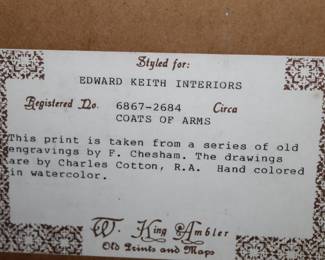 Styled for:
EDWARD KEITH INTERIORS
Registered No. 6867-2684 Circa
COATS OF ARMS
This print is taken from a series of old
engravings by F. Chesham. The drawings
are by Charles Cotton, R.A. Hand colored
in watercolor.
W. King Ambler
Old Prints and Maps